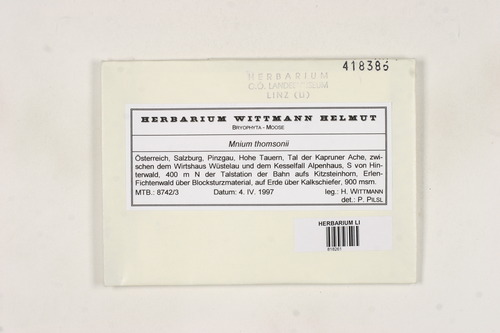 418386
HERBARIUM
O.Ö. LANDESMUSEUM
LINZ (LI)
HERBARIUM WITTMANN HELMUT
BRYOPHYTA - MOOSE
Mnium thomsonii
Österreich, Salzburg, Pinzgau, Hohe Tauern, Tal der Kapruner Ache, zwi-
schen dem Wirtshaus Wüstelau und dem Kesselfall Alpenhaus, S von Hin-
terwald, 400 m N der Talstation der Bahn aufs Kitzsteinhorn, Erlen-
Fichtenwald über Blocksturzmaterial, auf Erde über Kalkschiefer, 900 msm.
MTB.: 8742/3 Datum: 4. IV. 1997 leg.: H. WITTMANN
det.: P. PILSL
HERBARIUM LI